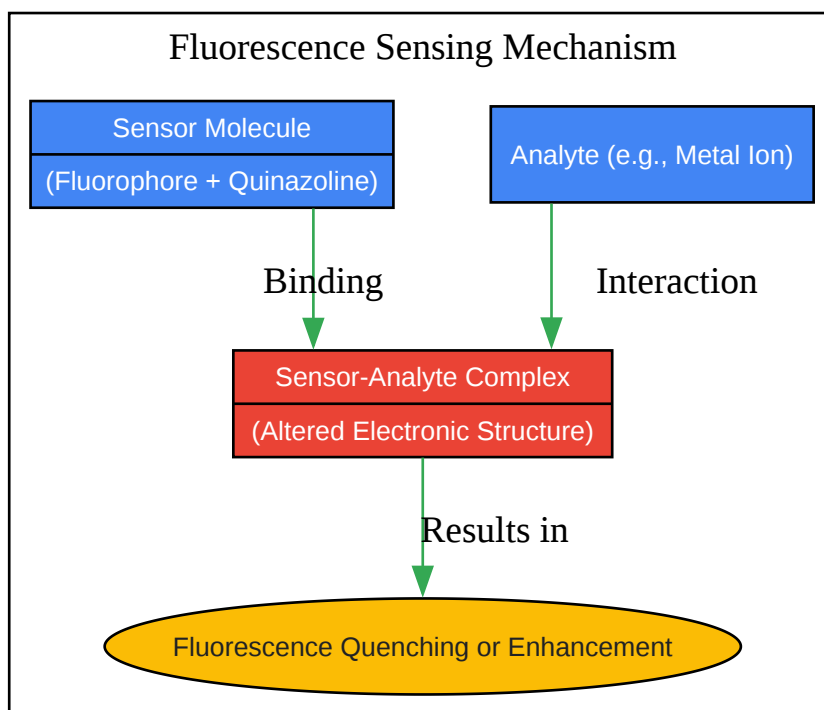 Fluorescence Sensing Mechanism
Sensor Molecule
(Fluorophore + Quinazoline)
Analyte (e.g., Metal Ion)
Binding
Interaction
Sensor-Analyte Complex
(Altered Electronic Structure)
Results in
Fluorescence Quenching or Enhancement